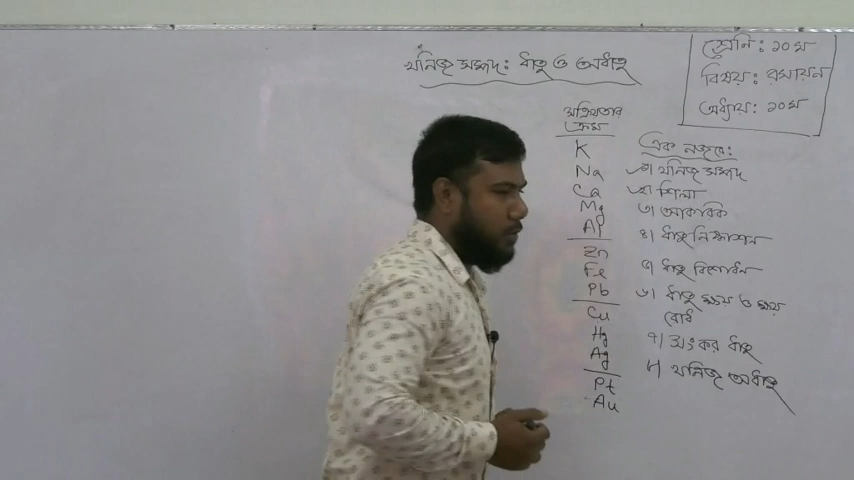 খনিজ সম্পদ: ধাতু ও অধাতু
শ্রেনি: ১০ম
বিষয়: রসায়ন
অধ্যায়: ১০ম
সক্রিয়তার
ক্রম
K
Na
Ca
Mg
Al
Zn
Fe
Pb
Cu
Hg
Ag
Pt
Au
এক নজরে:
১। খনিজ সম্পদ
২। শিলা
৩। আকরিক
৪। ধাতু নিষ্কাশন
৫। ধাতু বিশোধন
৬। ধাতু ক্ষয় ও ক্ষয়
রোধ
৭। সংকর ধাতু
৮। খনিজ অধাতু